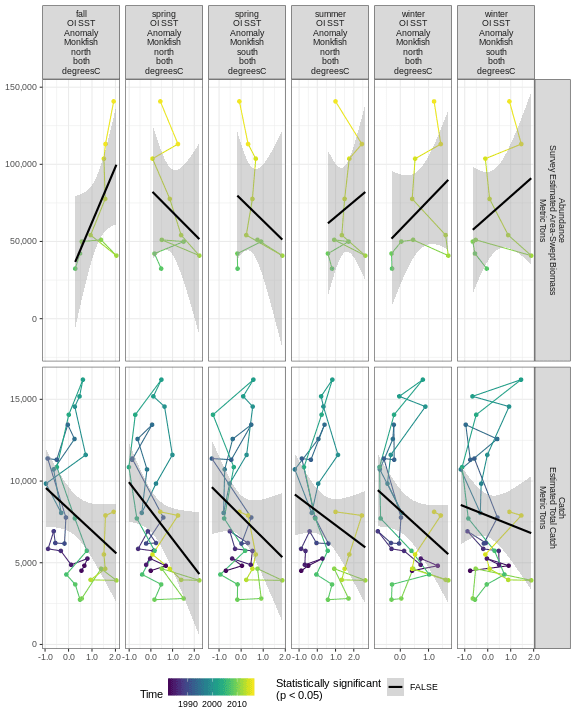 fall
OI SST
Anomaly
Monkfish
north
both
degreesC
spring
OI SST
Anomaly
Monkfish
north
both
degreesC
spring
OI SST
Anomaly
Monkfish
south
both
degreesC
summer
OI SST
Anomaly
Monkfish
north
both
degreesC
winter
OI SST
Anomaly
Monkfish
north
both
degreesC
winter
OI SST
Anomaly
Monkfish
south
both
degreesC
150,000
100,000
50,000
0
Abundance
Survey Estimated Area-Swept Biomass
Metric Tons
15,000
10,000
5,000
0
Catch
Estimated Total Catch
Metric Tons
-1.0 0.0 1.0 2.0
-1.0 0.0 1.0 2.0
-1.0 0.0 1.0 2.0
-1.0 0.0 1.0 2.0
0.0 1.0
-1.0 0.0 1.0 2.0
Time
1990 2000 2010
Statistically significant
(p < 0.05)
FALSE